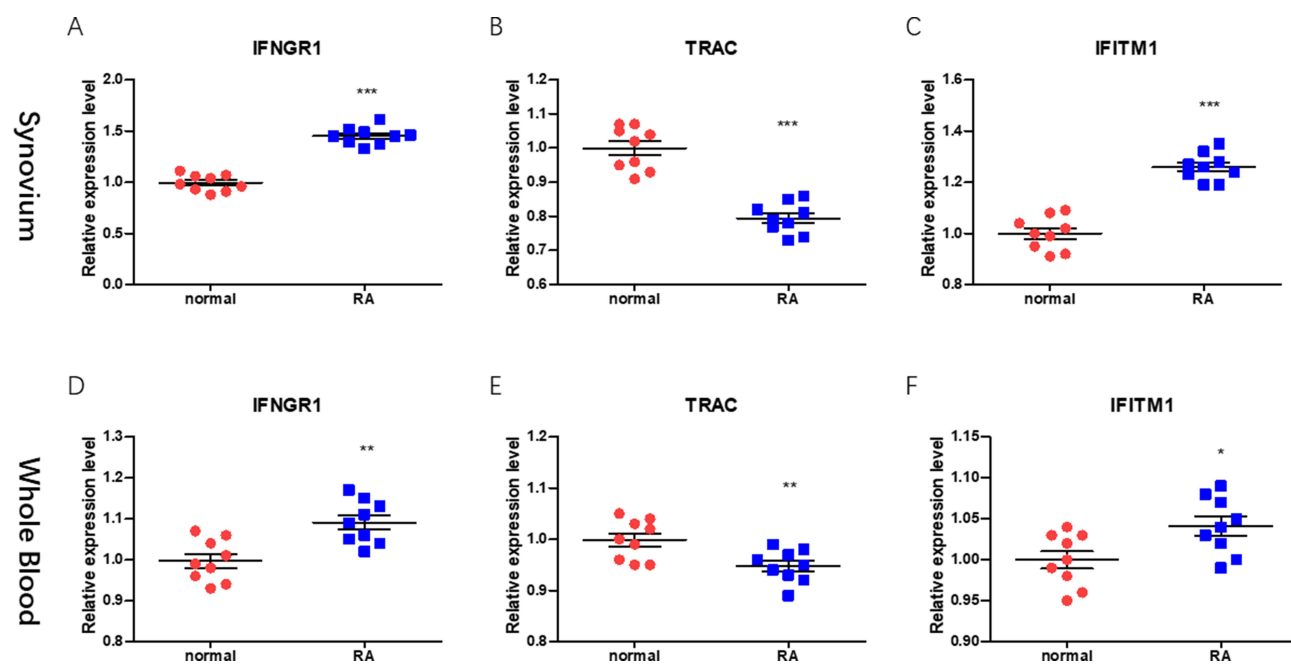 A
IFNGR1
Relative expression level
2.0
1.5
1.0
0.5
0.0
***
normal
RA
B
TRAC
Relative expression level
1.2
1.1
1.0
0.9
0.8
0.7
0.6
***
normal
RA
C
IFITM1
Relative expression level
1.6
1.4
1.2
1.0
0.8
***
normal
RA
Synovium
D
IFNGR1
Relative expression level
1.3
1.2
1.1
1.0
0.9
0.8
**
normal
RA
E
TRAC
Relative expression level
1.2
1.1
1.0
0.9
0.8
**
normal
RA
F
IFITM1
Relative expression level
1.15
1.10
1.05
1.00
0.95
0.90
*
normal
RA
Whole Blood